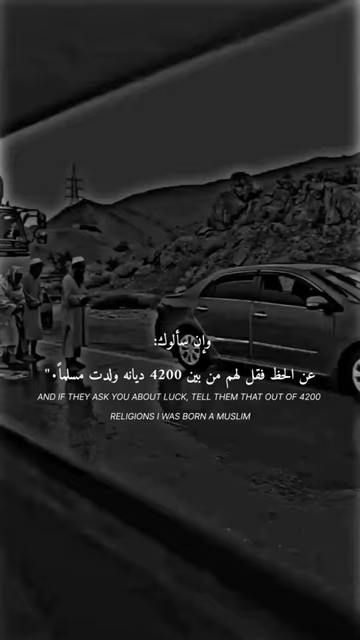 وإن سألوك:
عن الحظ فقل لهم من بين 4200 ديانه ولدت مسلماً."
AND IF THEY ASK YOU ABOUT LUCK, TELL THEM THAT OUT OF 4200
RELIGIONS I WAS BORN A MUSLIM